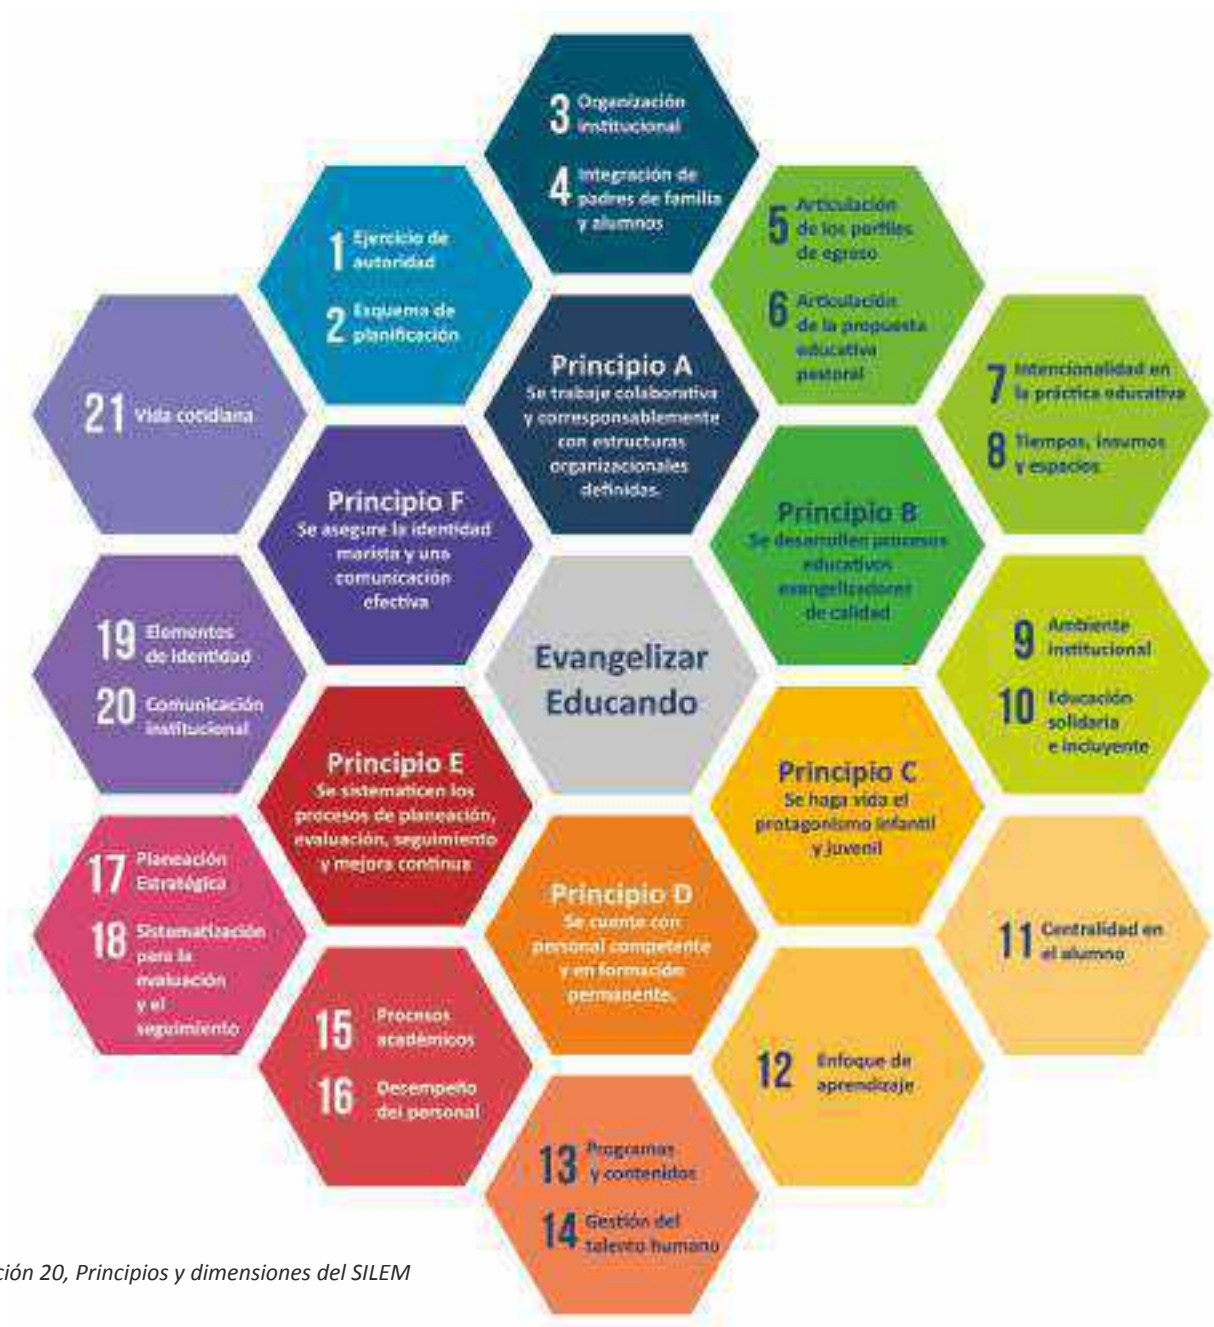 3 Organización
institucional
4 Integración de
padres de familia
y alumnos
1 Ejercicio de
autoridad
2 Esquema de
planificación
5 Articulación
de los perfiles
de egreso
6 Articulación
de la propuesta
educativa
pastoral
21 Vida cotidiana
Principio A
Se trabaje colaborativa
y corresponsablemente
con estructuras
organizacionales
definidas.
7 Intencionalidad en
la práctica educativa
8 Tiempos, insumos
y espacios
Principio F
Se asegure la identidad
marista y una
comunicación
efectiva
Principio B
Se desarrollen procesos
educativos
evangelizadores
de calidad
19 Elementos
de identidad
20 Comunicación
institucional
Evangelizar
Educando
9 Ambiente
institucional
10 Educación
solidaria
e incluyente
Principio E
Se sistematicen los
procesos de planeación,
evaluación, seguimiento
y mejora continua
Principio C
Se haga vida el
protagonismo infantil
y juvenil
17 Planeación
Estratégica
18 Sistematización
para la
evaluación
y el
seguimiento
Principio D
Se cuente con
personal competente
y en formación
permanente.
11 Centralidad en
el alumno
15 Procesos
académicos
16 Desempeño
del personal
12 Enfoque de
aprendizaje
13 Programas
y contenidos
14 Gestión del
talento humano
ción 20, Principios y dimensiones del SILEM